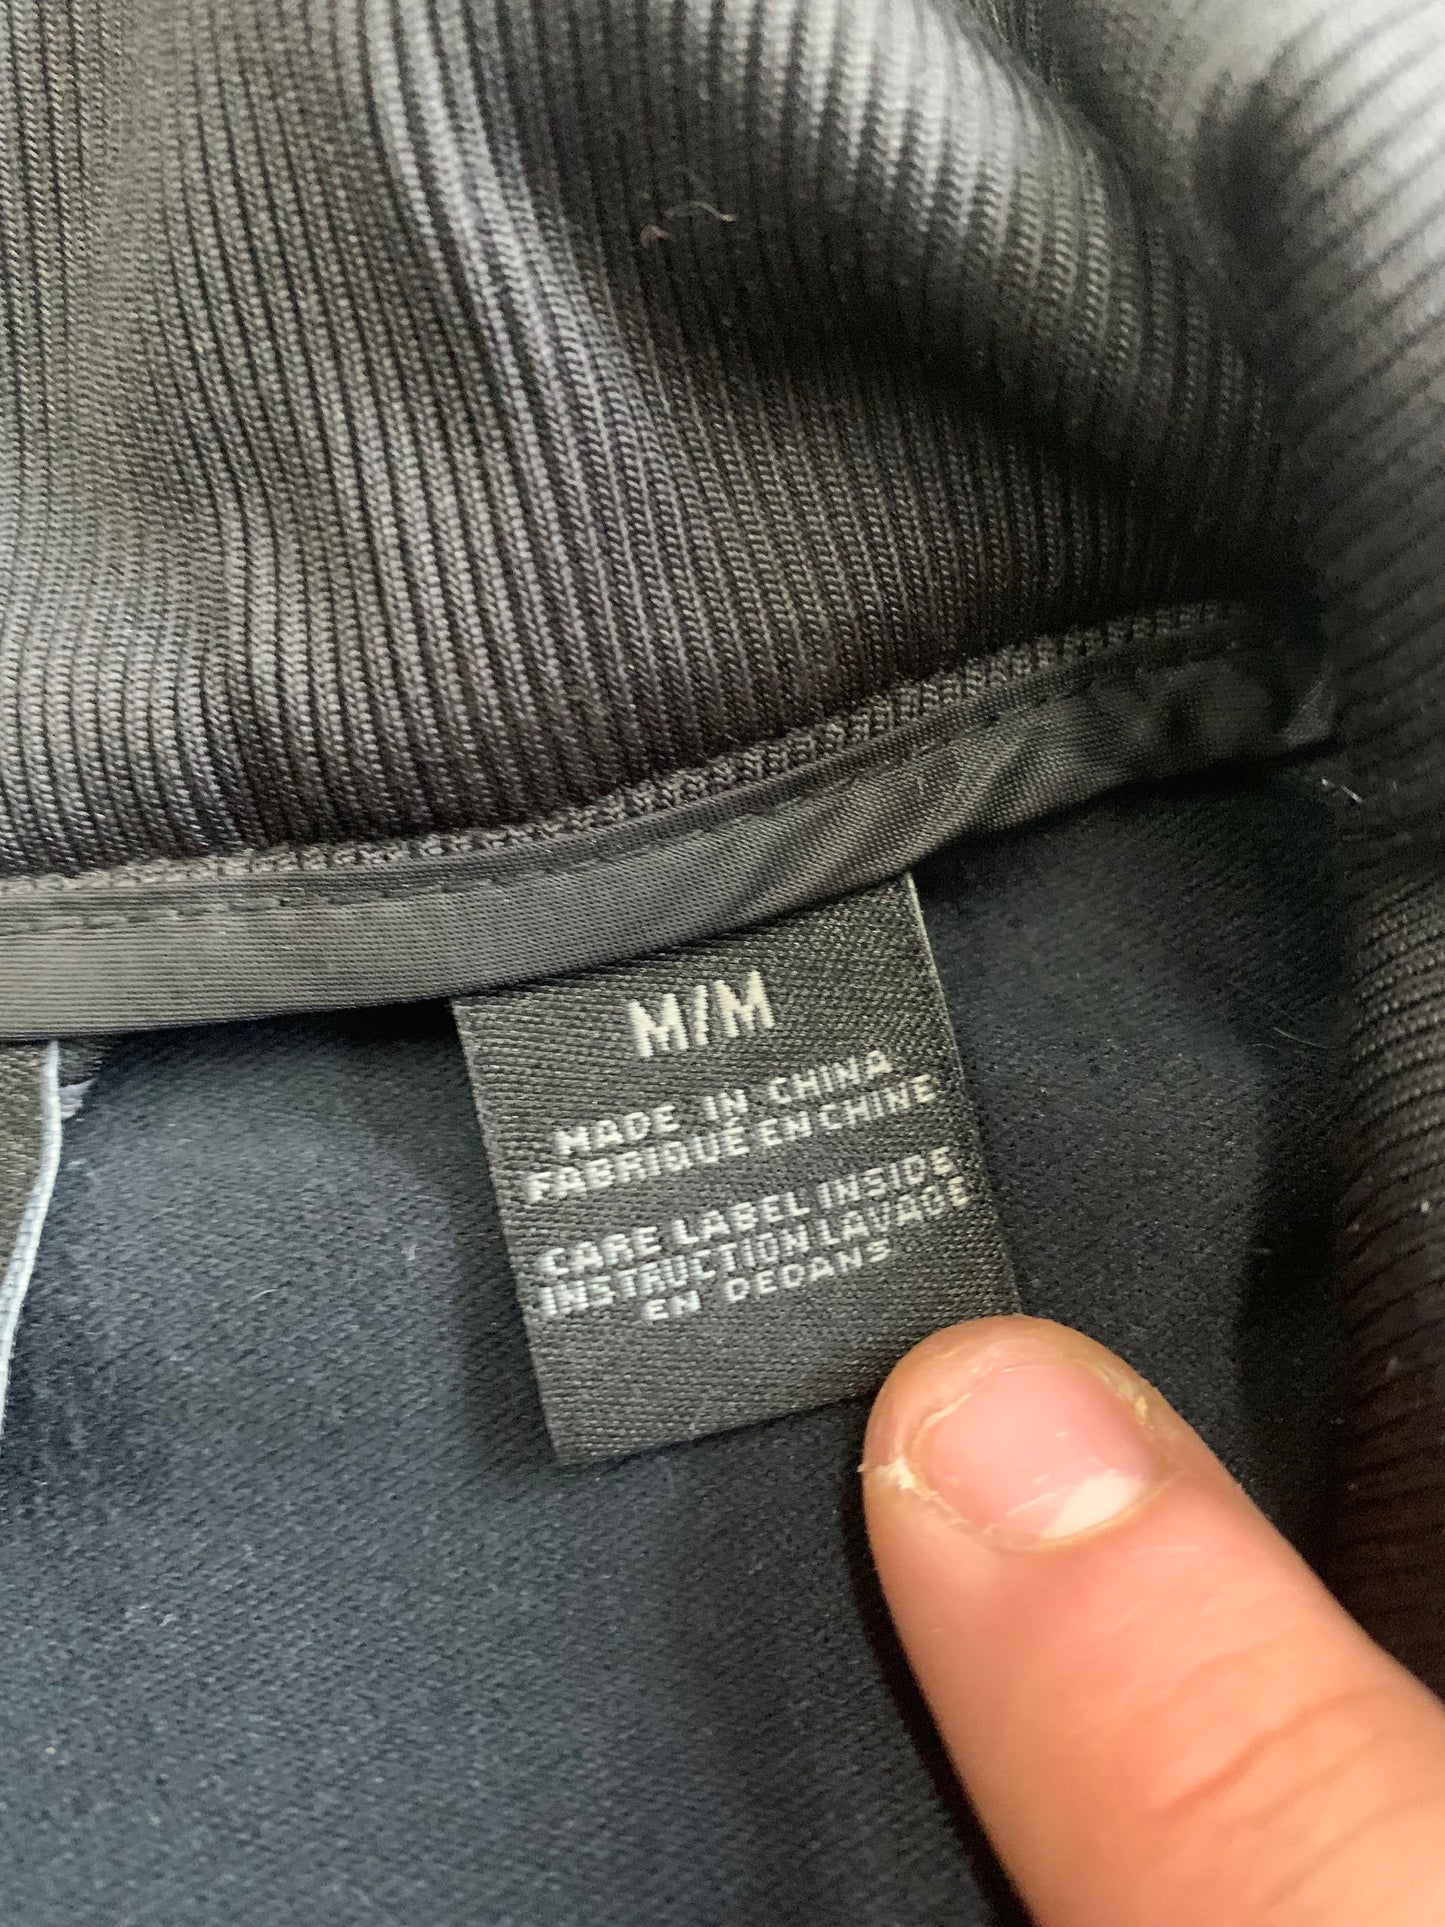 M/M
MADE IN CHINA
FABRIQUÉ EN CHINE
CARE LABEL INSIDE
INSTRUCTION LAVAGE
EN DEDANS